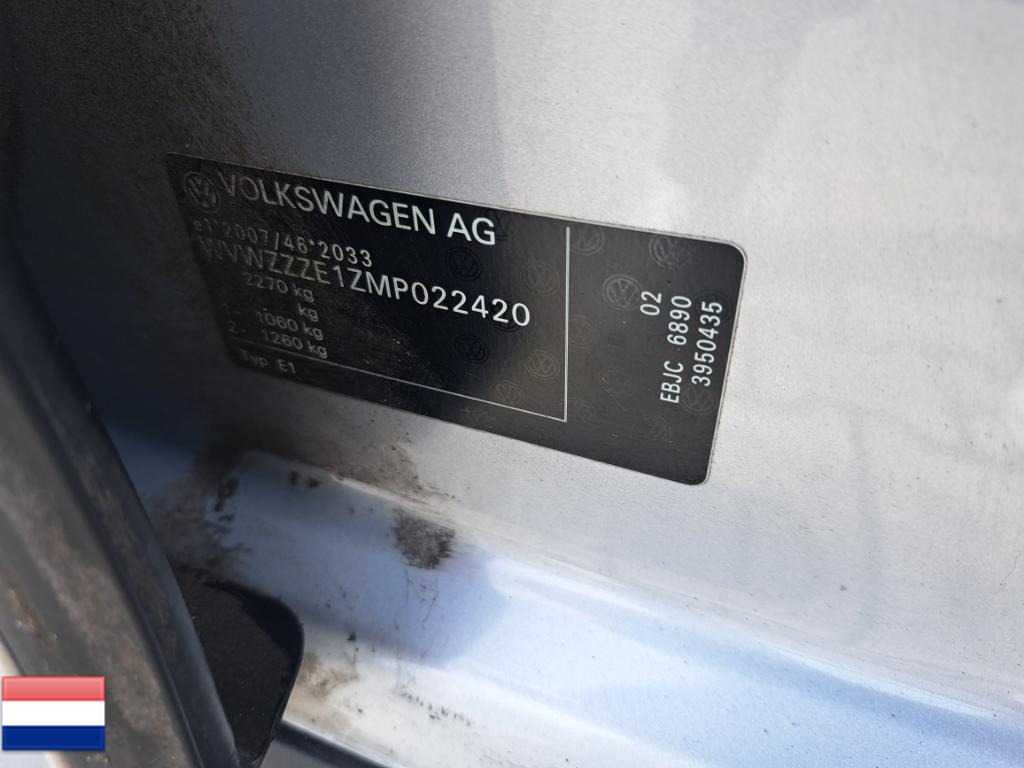 VOLKSWAGEN AG
e1*2007/46*2033
WVWZZZE1ZMP022420
2270 kg
kg
1- 1060 kg
2- 1260 kg
Typ E1
02
EBJC 6890
3950435